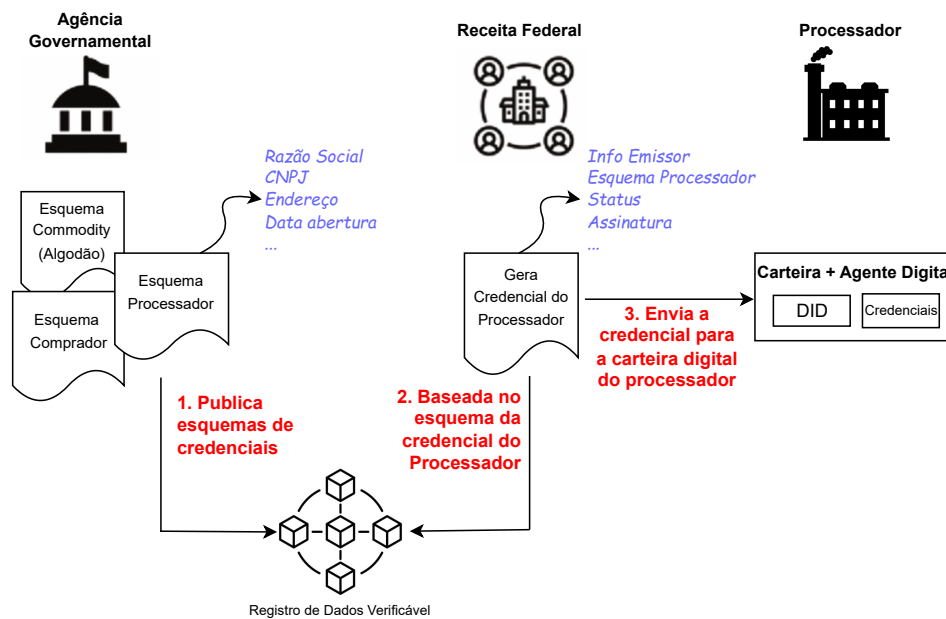 Agência
Governamental
Receita Federal
Processador
Razão Social
CNPJ
Endereço
Data abertura
...
Info Emissor
Esquema Processador
Status
Assinatura
...
Esquema
Commodity
(Algodão)
Esquema
Processador
Esquema
Comprador
Gera
Credencial do
Processador
Carteira + Agente Digital
DID
Credenciais
3. Envia a
credencial para
a carteira digital
do processador
1. Publica
esquemas de
credenciais
2. Baseada no
esquema da
credencial do
Processador
Registro de Dados Verificável